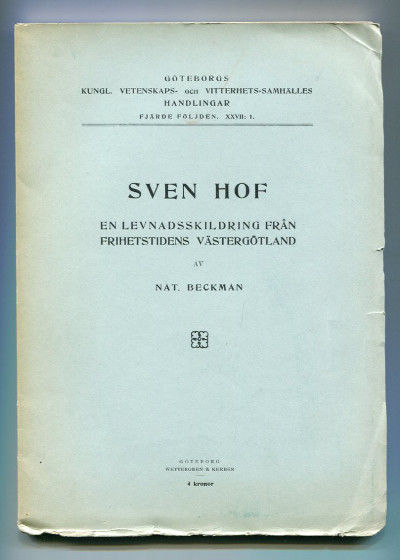 GÖTEBORGS
KUNGL. VETENSKAPS- OCH VITTERHETS-SAMHÄLLES
HANDLINGAR
FJÄRDE FÖLJDEN. XXVII: 1.
SVEN HOF
EN LEVNADSSKILDRING FRÅN
FRIHETSTIDENS VÄSTERGÖTLAND
AV
NAT. BECKMAN
GÖTEBORG
WETTERGREN & KERBER
4 kronor